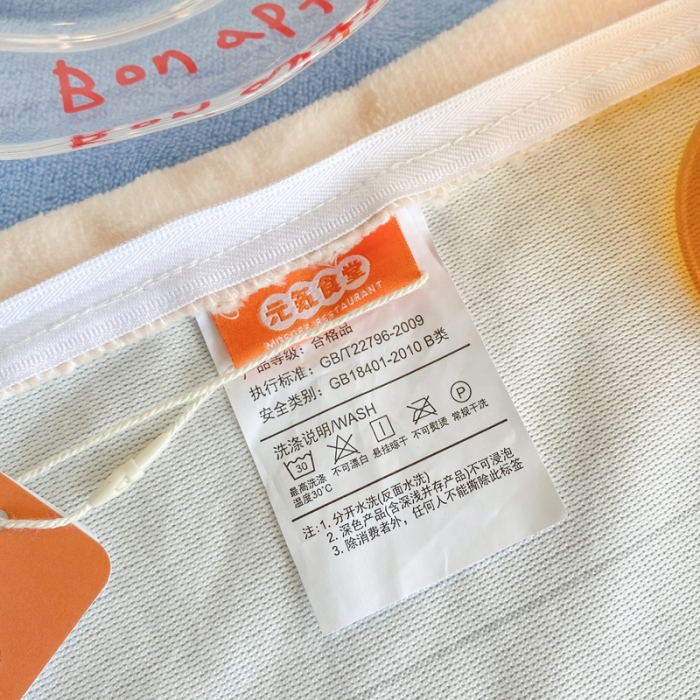 Bon apr
元氣食堂
RESTAURANT
产品等级：合格品
执行标准：GB/T22796-2009
安全类别：GB18401-2010 B类
洗涤说明/WASH
30
P
最高洗涤
温度30°C
不可漂白
悬挂晾干
不可熨烫
常规干洗
注:1. 分开水洗(反面水洗)
2. 深色产品(含深浅并存产品)不可浸泡
3. 除消费者外，任何人不能撕除此标签